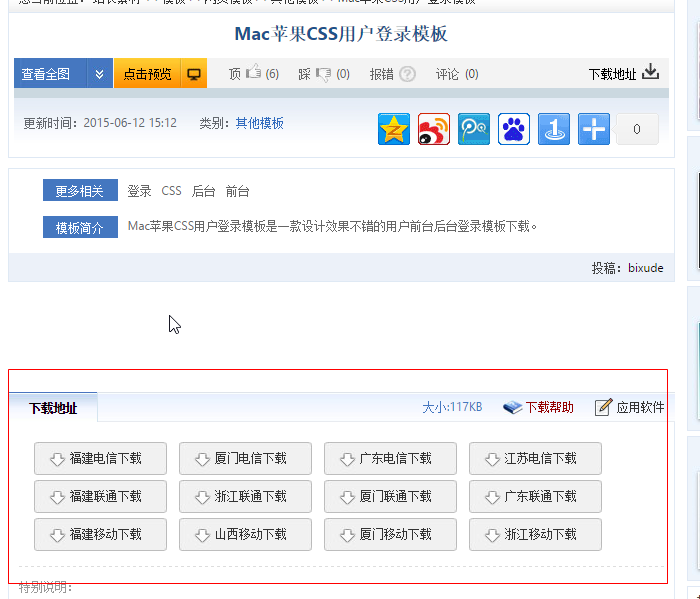 Mac苹果CSS用户登录模板
查看全图 点击预览 顶 (6) 踩 (0) 报错 评论 (0) 下载地址
更新时间：2015-06-12 15:12 类别：其他模板 0
更多相关 登录 CSS 后台 前台
模板简介 Mac苹果CSS用户登录模板是一款设计效果不错的用户前台后台登录模板下载。
投稿：bixude
下载地址 大小:117KB 下载帮助 应用软件
福建电信下载 厦门电信下载 广东电信下载 江苏电信下载
福建联通下载 浙江联通下载 厦门联通下载 广东联通下载
福建移动下载 山西移动下载 厦门移动下载 浙江移动下载
特别说明：